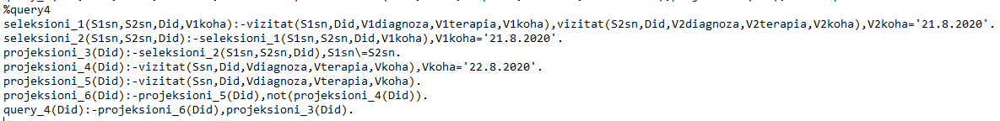 %query4
seleksioni_1(S1sn,S2sn,Did,V1koha):-vizitat(S1sn,Did,V1diagnoza,V1terapia,V1koha),vizitat(S2sn,Did,V2diagnoza,V2terapia,V2koha),V2koha='21.8.2020'.
seleksioni_2(S1sn,S2sn,Did):-seleksioni_1(S1sn,S2sn,Did,V1koha),V1koha='21.8.2020'.
projeksioni_3(Did):-seleksioni_2(S1sn,S2sn,Did),S1sn\=S2sn.
projeksioni_4(Did):-vizitat(Ssn,Did,Vdiagnoza,Vterapia,Vkoha),Vkoha='22.8.2020'.
projeksioni_5(Did):-vizitat(Ssn,Did,Vdiagnoza,Vterapia,Vkoha).
projeksioni_6(Did):-projeksioni_5(Did),not(projeksioni_4(Did)).
query_4(Did):-projeksioni_6(Did),projeksioni_3(Did).